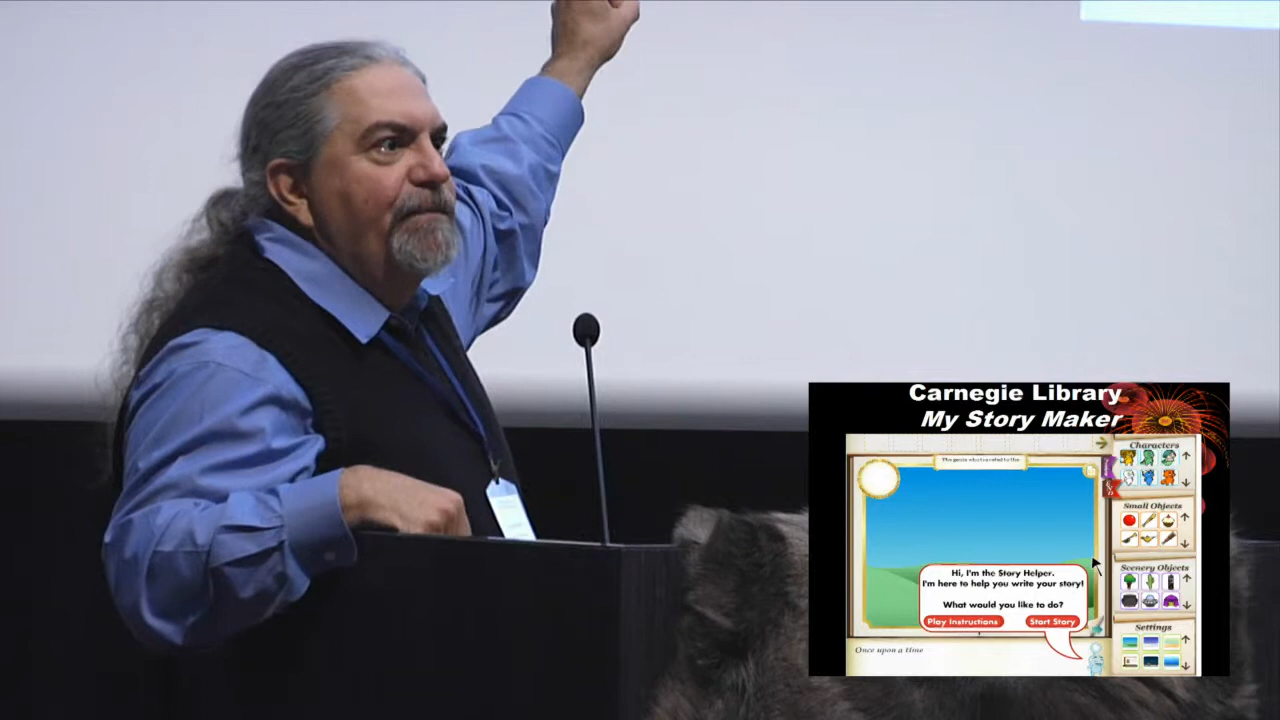 Carnegie Library
My Story Maker
Characters
Small Objects
Scenery Objects
Settings
Hi, I'm the Story Helper.
I'm here to help you write your story!
What would you like to do?
Play Instructions
Start Story
Once upon a time